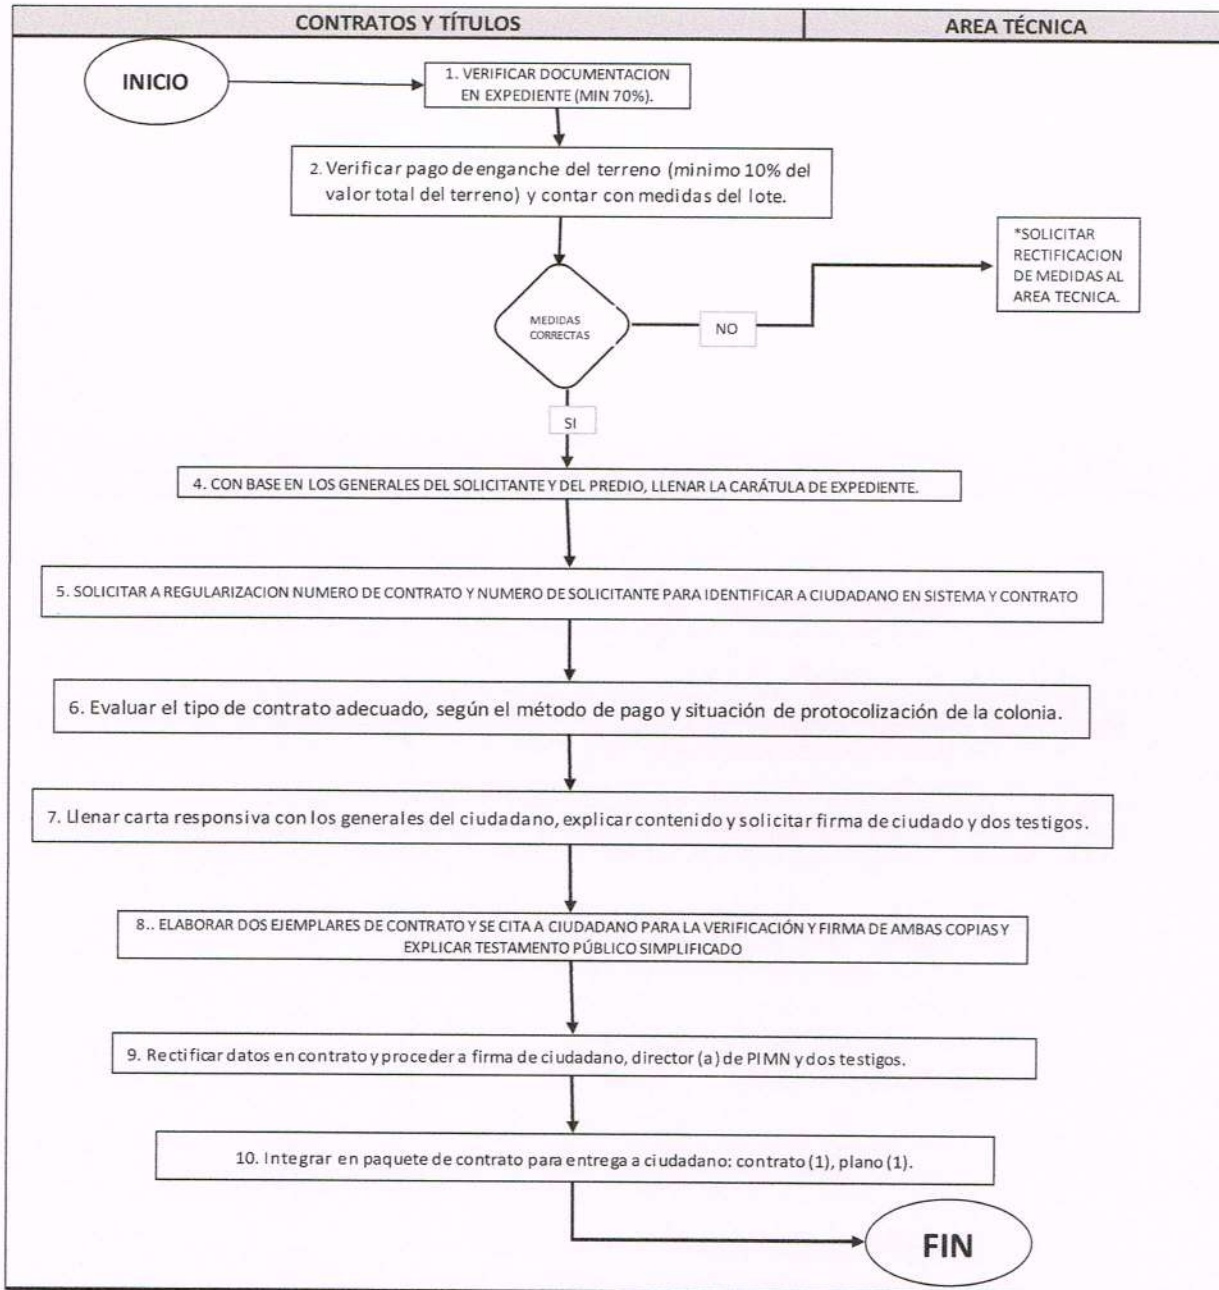 CONTRATOS Y TÍTULOS
AREA TÉCNICA
INICIO
1. VERIFICAR DOCUMENTACION
EN EXPEDIENTE (MIN 70%).
2. Verificar pago de enganche del terreno (minimo 10% del
valor total del terreno) y contar con medidas del lote.
*SOLICITAR
RECTIFICACION
DE MEDIDAS AL
AREA TECNICA.
MEDIDAS
CORRECTAS
NO
SI
4. CON BASE EN LOS GENERALES DEL SOLICITANTE Y DEL PREDIO, LLENAR LA CARÁTULA DE EXPEDIENTE.
5. SOLICITAR A REGULARIZACION NUMERO DE CONTRATO Y NUMERO DE SOLICITANTE PARA IDENTIFICAR A CIUDADANO EN SISTEMA Y CONTRATO
6. Evaluar el tipo de contrato adecuado, según el método de pago y situación de protocolización de la colonia.
7. Llenar carta responsiva con los generales del ciudadano, explicar contenido y solicitar firma de ciudado y dos testigos.
8.. ELABORAR DOS EJEMPLARES DE CONTRATO Y SE CITA A CIUDADANO PARA LA VERIFICACIÓN Y FIRMA DE AMBAS COPIAS Y
EXPLICAR TESTAMENTO PÚBLICO SIMPLIFICADO
9. Rectificar datos en contrato y proceder a firma de ciudadano, director (a) de PIMN y dos testigos.
10. Integrar en paquete de contrato para entrega a ciudadano: contrato (1), plano (1).
FIN